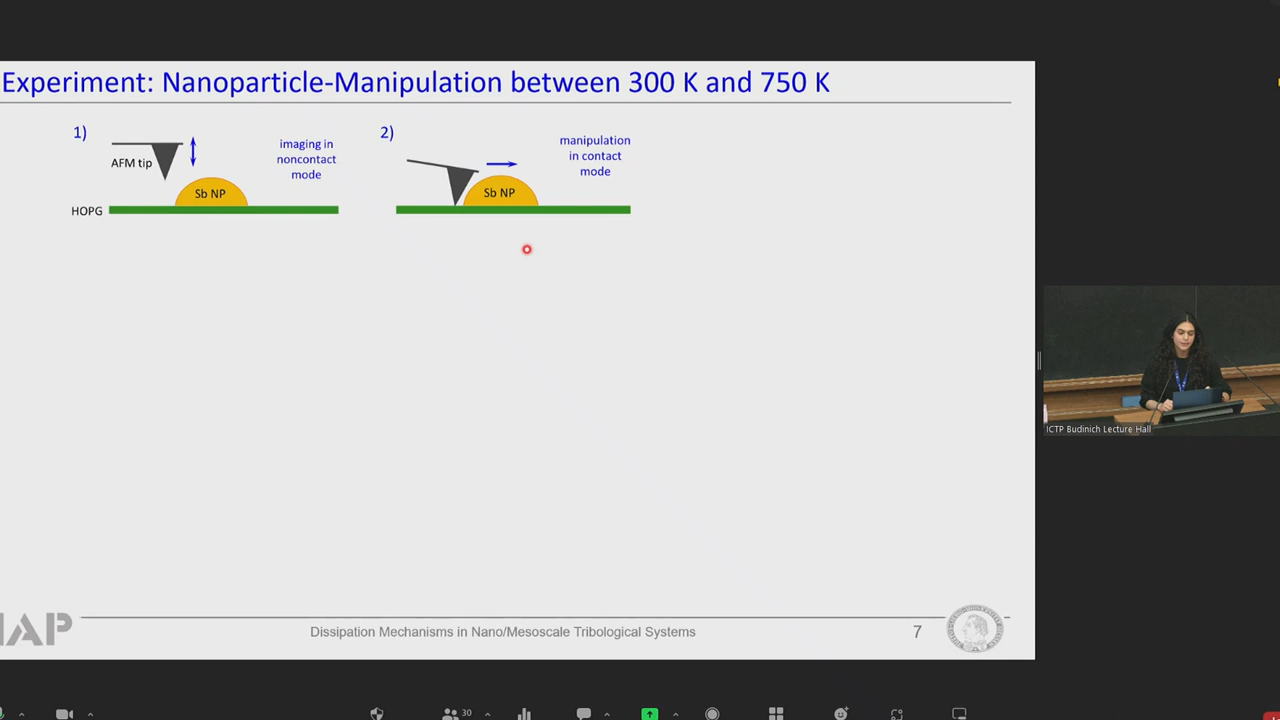 Experiment: Nanoparticle-Manipulation between 300 K and 750 K
1)
AFM tip
Sb NP
HOPG
imaging in
noncontact
mode
2)
Sb NP
manipulation
in contact
mode
ICTP Budinich Lecture Hall
IAP
Dissipation Mechanisms in Nano/Mesoscale Tribological Systems
7
30